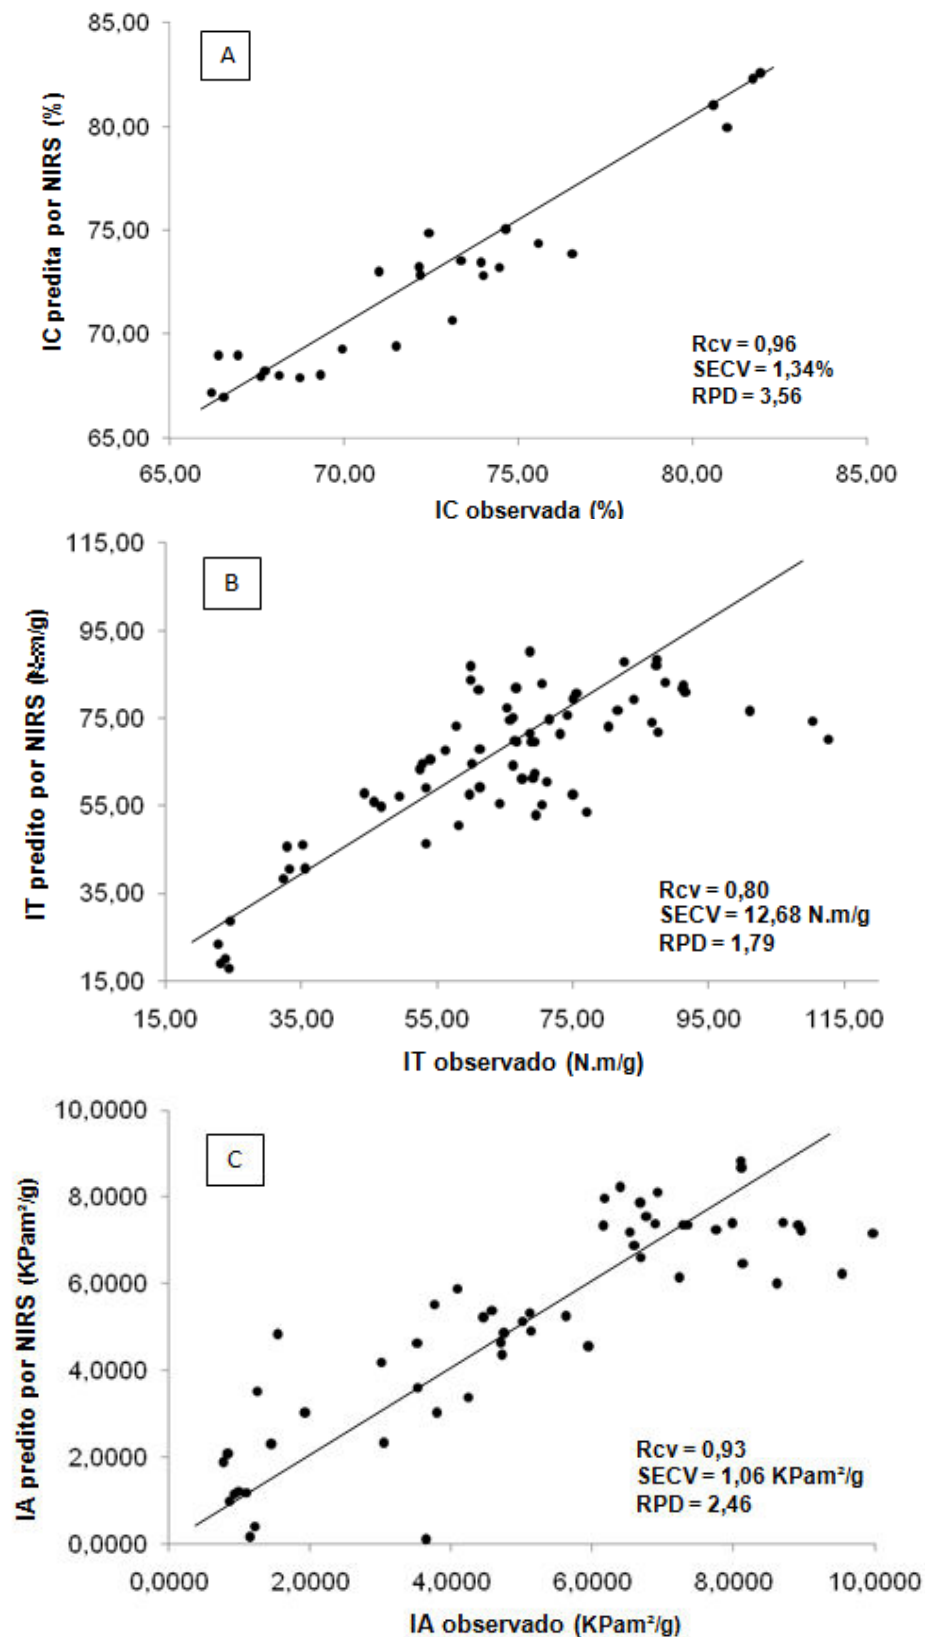 85,00
A
80,00
75,00
70,00
65,00
IC predita por NIRS (%)
Rcv = 0,96
SECV = 1,34%
RPD = 3,56
65,00 70,00 75,00 80,00 85,00
IC observada (%)
115,00
B
95,00
75,00
55,00
35,00
15,00
IT predito por NIRS (N.m/g)
Rcv = 0,80
SECV = 12,68 N.m/g
RPD = 1,79
15,00 35,00 55,00 75,00 95,00 115,00
IT observado (N.m/g)
10,0000
C
8,0000
6,0000
4,0000
2,0000
0,0000
IA predito por NIRS (KPam²/g)
Rcv = 0,93
SECV = 1,06 KPam²/g
RPD = 2,46
0,0000 2,0000 4,0000 6,0000 8,0000 10,0000
IA observado (KPam²/g)